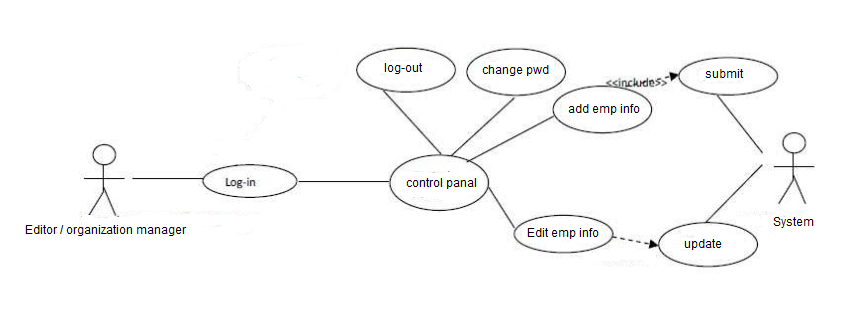 log-out
change pwd
submit
<<includes>>
add emp info
Log-in
control panal
Editor / organization manager
System
Edit emp info
update